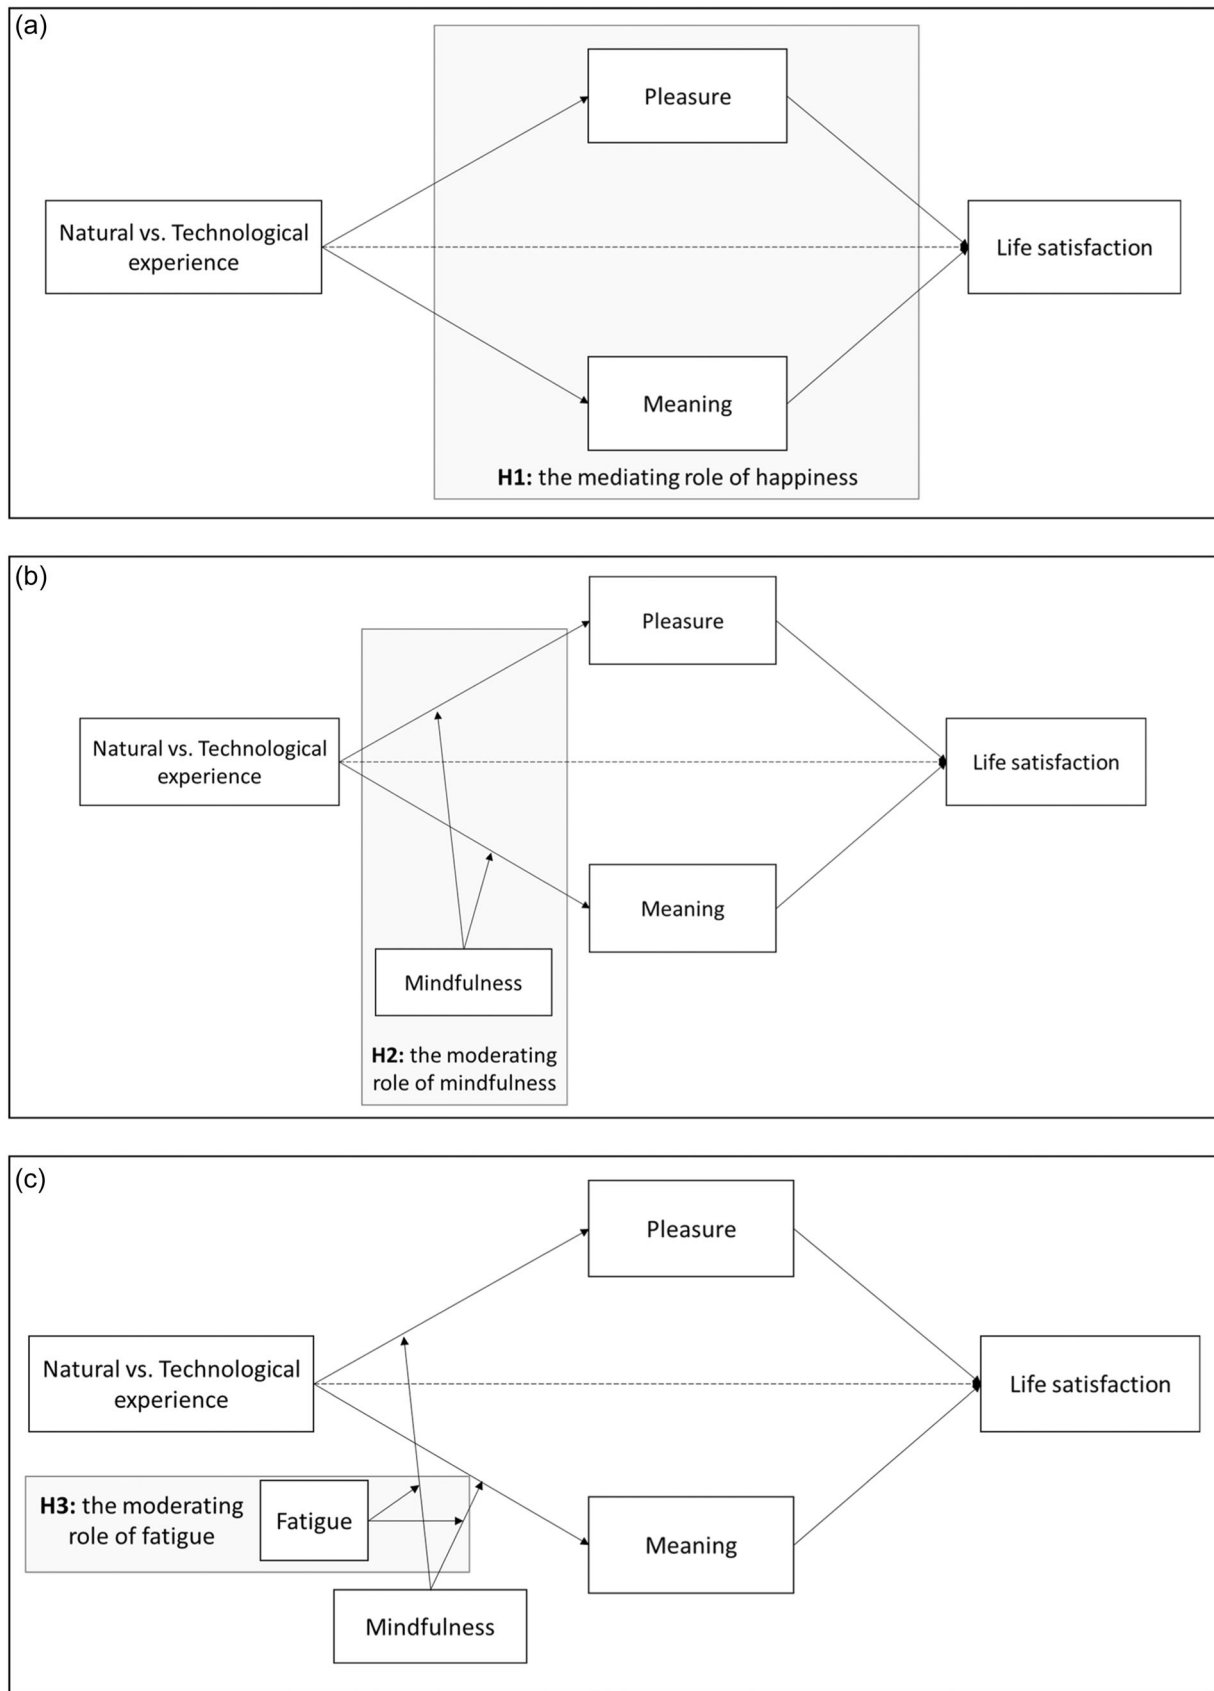 (a)
Pleasure
Natural vs. Technological
experience
Life satisfaction
Meaning
H1: the mediating role of happiness
(b)
Pleasure
Natural vs. Technological
experience
Life satisfaction
Meaning
Mindfulness
H2: the moderating
role of mindfulness
(c)
Pleasure
Natural vs. Technological
experience
Life satisfaction
H3: the moderating
role of fatigue
Fatigue
Meaning
Mindfulness